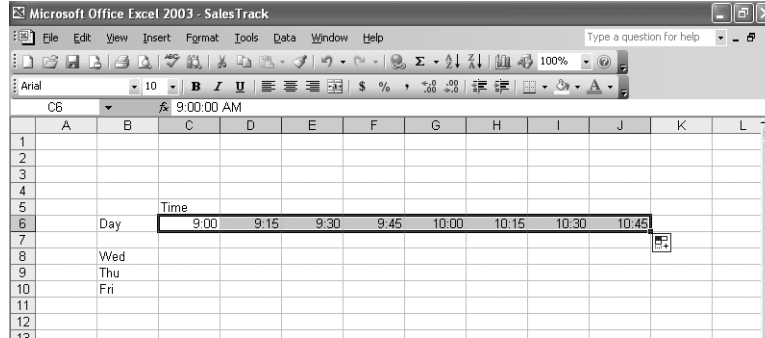 Microsoft Office Excel 2003 - SalesTrack
File Edit View Insert Format Tools Data Window Help Type a question for help
100%
Arial 10 B I U $ % ,
C6 fx 9:00:00 AM
A B C D E F G H I J K L
1
2
3
4
5 Time
6 Day 9:00 9:15 9:30 9:45 10:00 10:15 10:30 10:45
7
8 Wed
9 Thu
10 Fri
11
12
13